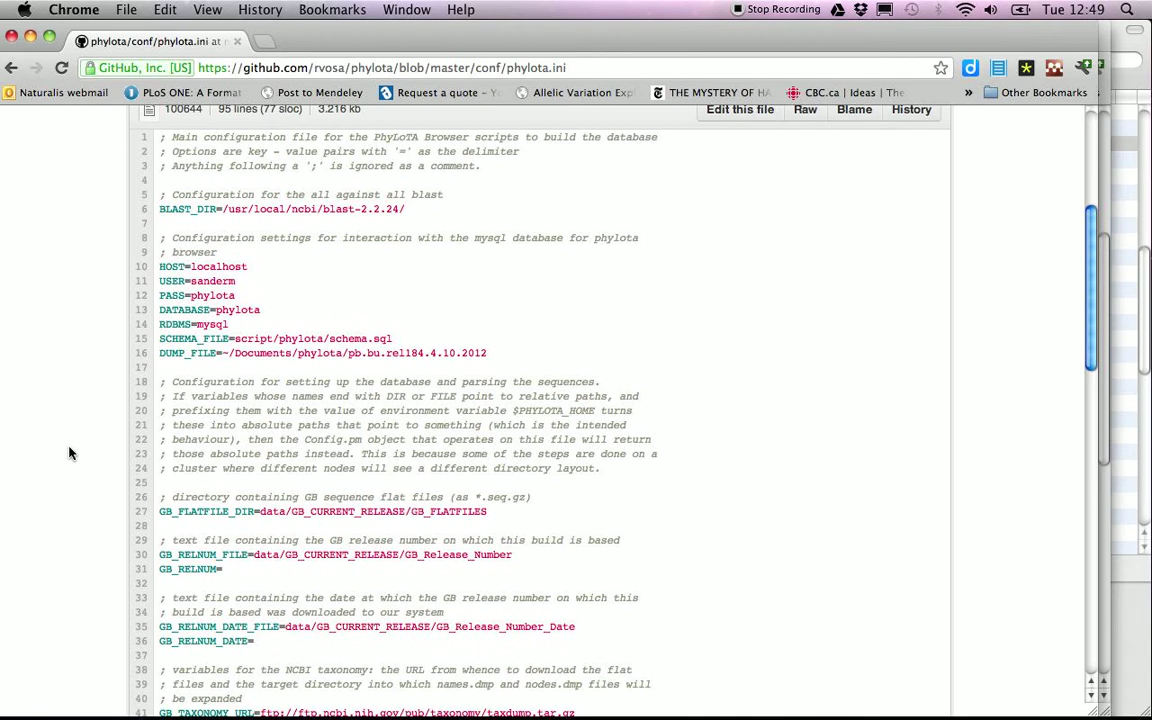 Chrome File Edit View History Bookmarks Window Help Stop Recording Tue 12:49
phylota/conf/phylota.ini at
GitHub, Inc. [US] https://github.com/rvosa/phylota/blob/master/conf/phylota.ini
Naturalis webmail PLoS ONE: A Format Post to Mendeley Request a quote – Yo Allelic Variation Expl THE MYSTERY OF HA CBC.ca | Ideas | The » Other Bookmarks
100644 95 lines (77 sloc) 3.216 kb Edit this file Raw Blame History
1 ; Main configuration file for the PhyLoTA Browser scripts to build the database
2 ; Options are key – value pairs with '=' as the delimiter
3 ; Anything following a ';' is ignored as a comment.
4
5 ; Configuration for the all against all blast
6 BLAST_DIR=/usr/local/ncbi/blast-2.2.24/
7
8 ; Configuration settings for interaction with the mysql database for phylota
9 ; browser
10 HOST=localhost
11 USER=sanderm
12 PASS=phylota
13 DATABASE=phylota
14 RDBMS=mysql
15 SCHEMA_FILE=script/phylota/schema.sql
16 DUMP_FILE=~/Documents/phylota/pb.bu.rel184.4.10.2012
17
18 ; Configuration for setting up the database and parsing the sequences.
19 ; If variables whose names end with DIR or FILE point to relative paths, and
20 ; prefixing them with the value of environment variable $PHYLOTA_HOME turns
21 ; these into absolute paths that point to something (which is the intended
22 ; behaviour), then the Config.pm object that operates on this file will return
23 ; those absolute paths instead. This is because some of the steps are done on a
24 ; cluster where different nodes will see a different directory layout.
25
26 ; directory containing GB sequence flat files (as *.seq.gz)
27 GB_FLATFILE_DIR=data/GB_CURRENT_RELEASE/GB_FLATFILES
28
29 ; text file containing the GB release number on which this build is based
30 GB_RELNUM_FILE=data/GB_CURRENT_RELEASE/GB_Release_Number
31 GB_RELNUM=
32
33 ; text file containing the date at which the GB release number on which this
34 ; build is based was downloaded to our system
35 GB_RELNUM_DATE_FILE=data/GB_CURRENT_RELEASE/GB_Release_Number_Date
36 GB_RELNUM_DATE=
37
38 ; variables for the NCBI taxonomy: the URL from whence to download the flat
39 ; files and the target directory into which names.dmp and nodes.dmp files will
40 ; be expanded
41 GB_TAXONOMY_URL=ftp://ftp.ncbi.nih.gov/pub/taxonomy/taxdump.tar.gz